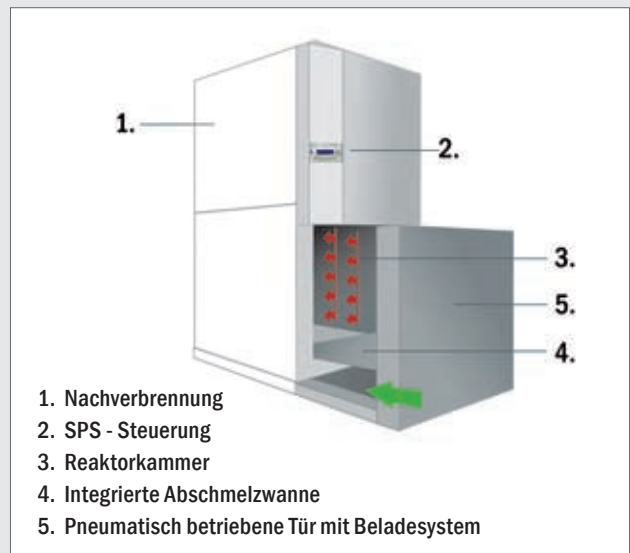 1.
2.
3.
5.
4.
1. Nachverbrennung
2. SPS - Steuerung
3. Reaktorkammer
4. Integrierte Abschmelzwanne
5. Pneumatisch betriebene Tür mit Beladesystem